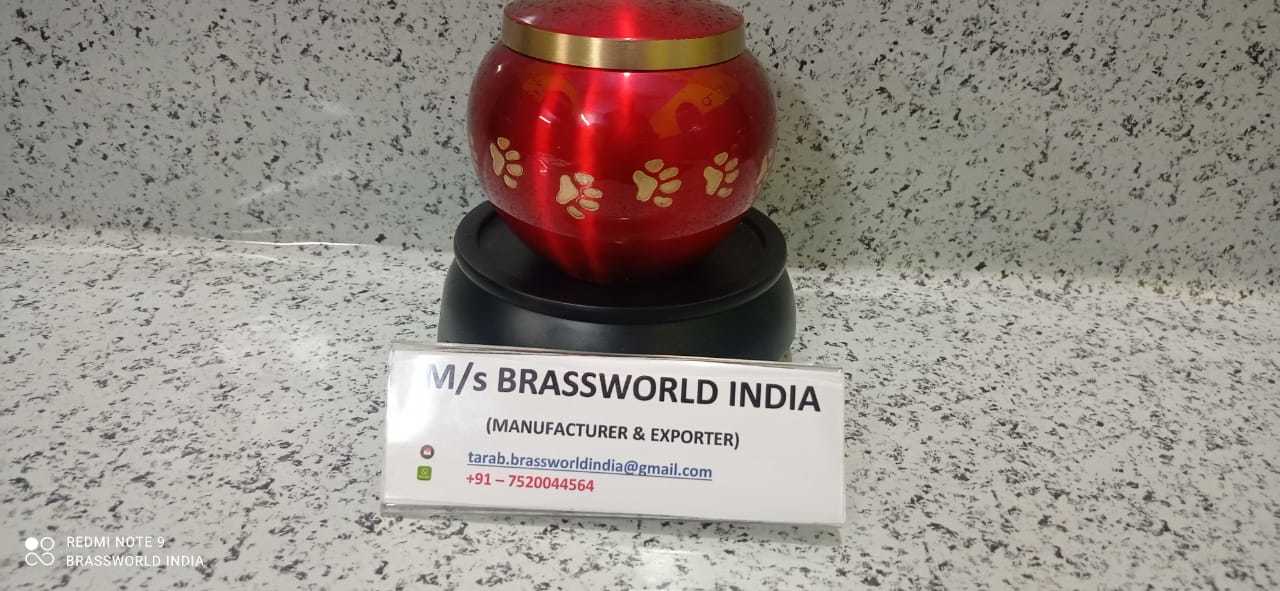 M/s BRASSWORLD INDIA
(MANUFACTURER & EXPORTER)
tarab.brassworldindia@gmail.com
+91 – 7520044564
REDMI NOTE 9
BRASSWORLD INDIA